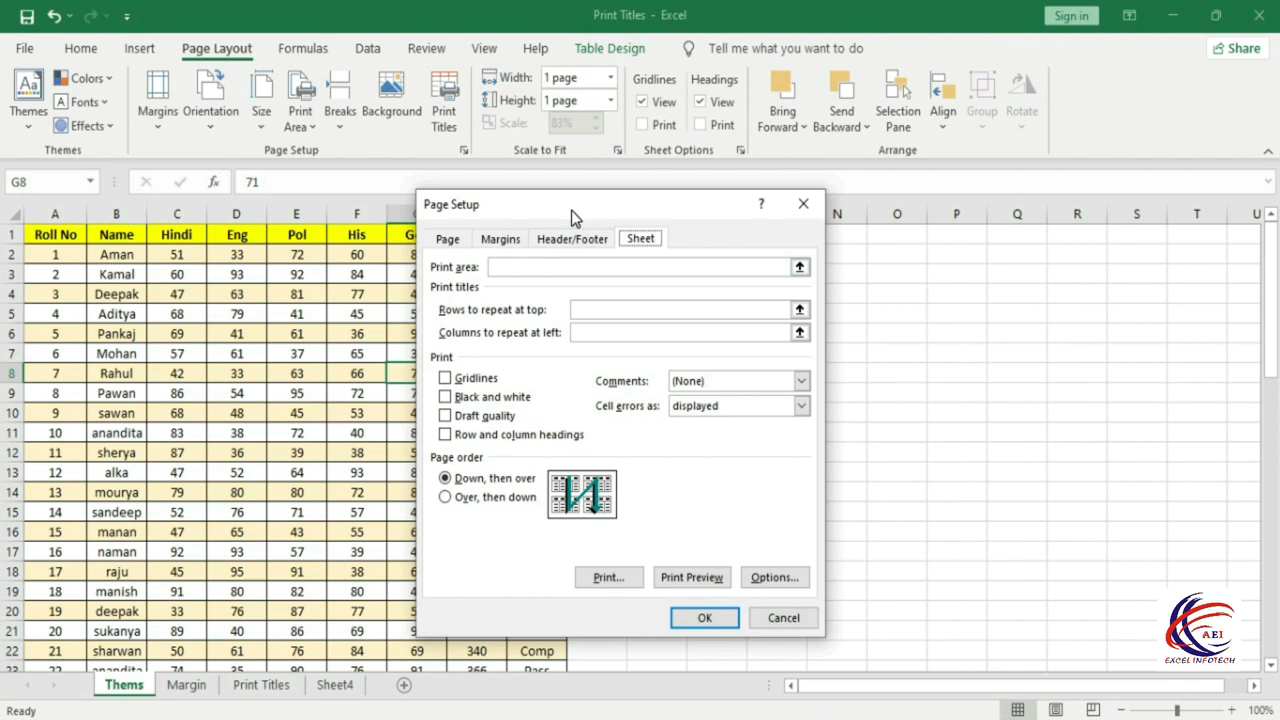 Print Titles - Excel
Sign in
File Home Insert Page Layout Formulas Data Review View Help Table Design Tell me what you want to do Share
Themes Colors Fonts Effects Margins Orientation Size Print Area Breaks Background Print Titles Width: 1 page Height: 1 page Scale: 83% Gridlines View Print Headings View Print Bring Forward Send Backward Selection Pane Align Group Rotate
Themes Page Setup Scale to Fit Sheet Options Arrange
G8 fx 71
A B C D E F N O P Q R S T U
1 Roll No Name Hindi Eng Pol His
2 1 Aman 51 33 72 60
3 2 Kamal 60 93 92 84
4 3 Deepak 47 63 81 77
5 4 Aditya 68 79 41 45
6 5 Pankaj 69 41 61 36
7 6 Mohan 57 61 37 65
8 7 Rahul 42 33 63 66
9 8 Pawan 86 54 95 72
10 9 sawan 68 48 45 53
11 10 anandita 83 38 72 40
12 11 sherya 87 36 39 38
13 12 alka 47 52 64 93
14 13 mourya 79 80 80 72
15 14 sandeep 52 76 71 57
16 15 manan 47 65 43 55
17 16 naman 92 93 57 39
18 17 raju 45 95 91 38
19 18 manish 91 80 82 80
20 19 deepak 33 76 87 77
21 20 sukanya 89 40 86 69
22 21 sharwan 50 61 76 84 69 340 Comp
Page Setup ?
Page Margins Header/Footer Sheet
Print area:
Print titles
Rows to repeat at top:
Columns to repeat at left:
Print
Gridlines Comments: (None)
Black and white
Cell errors as: displayed
Draft quality
Row and column headings
Page order
Down, then over
Over, then down
Print... Print Preview Options...
OK Cancel
AEI
EXCEL INFOTECH
Thems Margin Print Titles Sheet4
Ready 100%